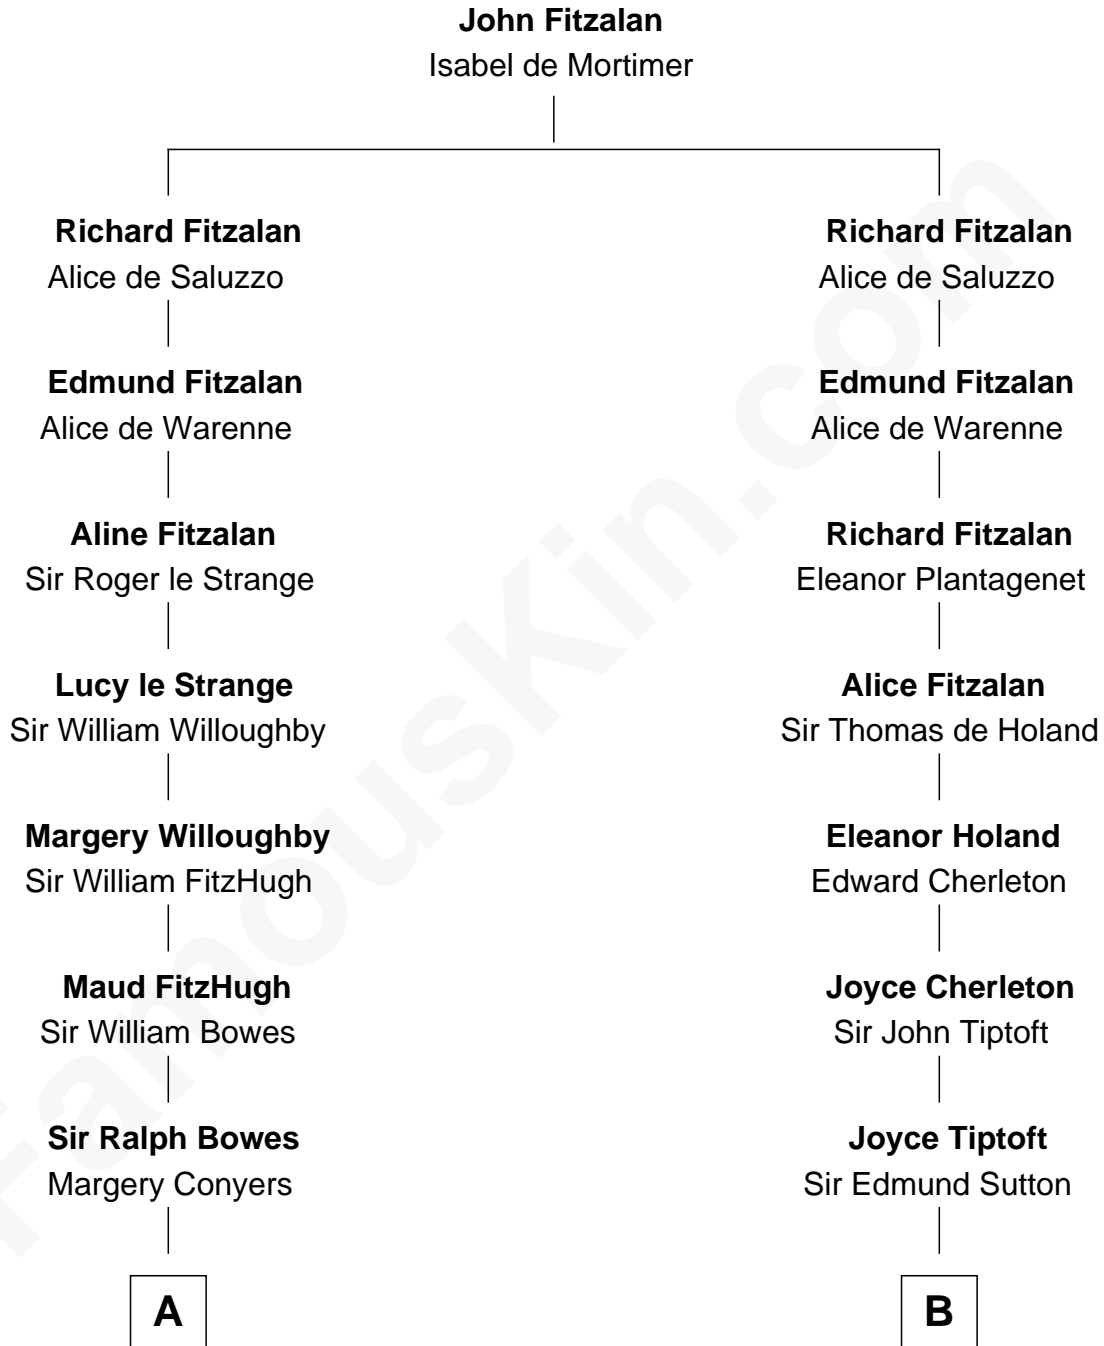 John Fitzalan
Isabel de Mortimer
Richard Fitzalan
Alice de Saluzzo
Richard Fitzalan
Alice de Saluzzo
Edmund Fitzalan
Alice de Warenne
Edmund Fitzalan
Alice de Warenne
Aline Fitzalan
Sir Roger le Strange
Richard Fitzalan
Eleanor Plantagenet
Lucy le Strange
Sir William Willoughby
Alice Fitzalan
Sir Thomas de Holand
Margery Willoughby
Sir William FitzHugh
Eleanor Holand
Edward Cherleton
Maud FitzHugh
Sir William Bowes
Joyce Cherleton
Sir John Tiptoft
Sir Ralph Bowes
Margery Conyers
Joyce Tiptoft
Sir Edmund Sutton
A
B
FamousKin.com